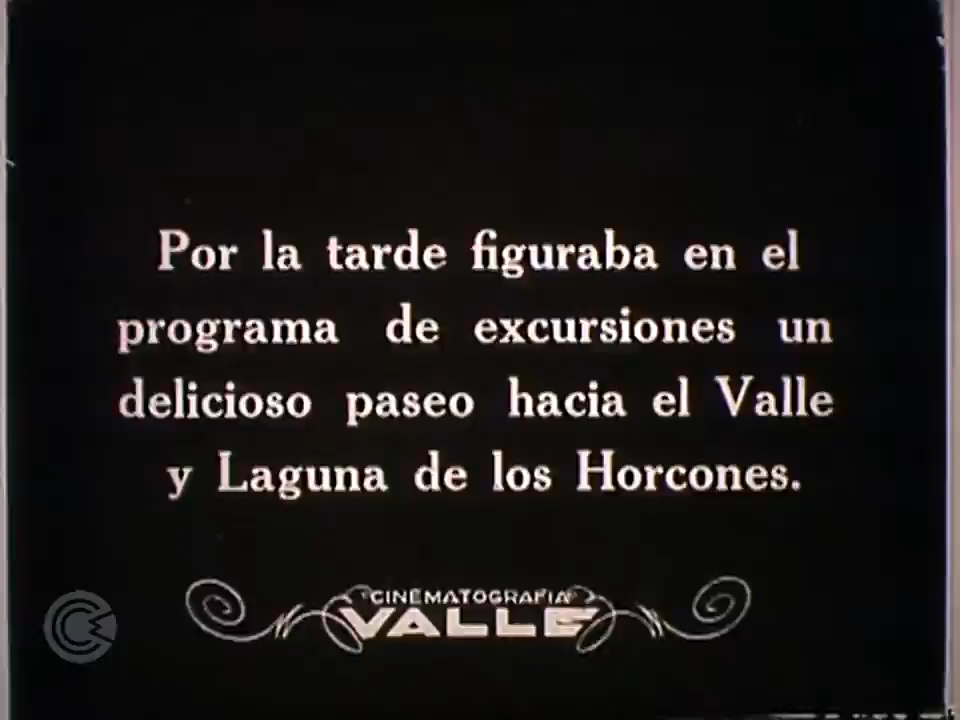 Por la tarde figuraba en el
programa de excursiones un
delicioso paseo hacia el Valle
y Laguna de los Horcones.
CINEMATOGRAFIA
VALLE